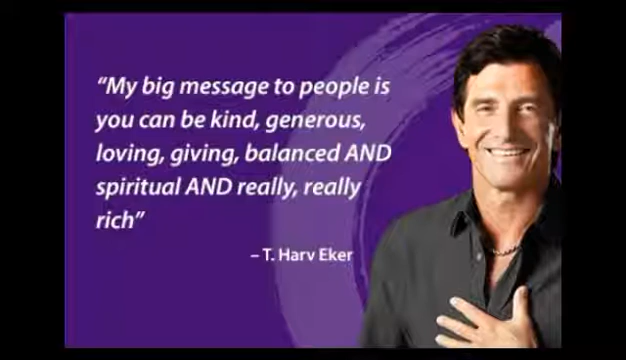 “My big message to people is
you can be kind, generous,
loving, giving, balanced AND
spiritual AND really, really
rich”
– T. Harv Eker